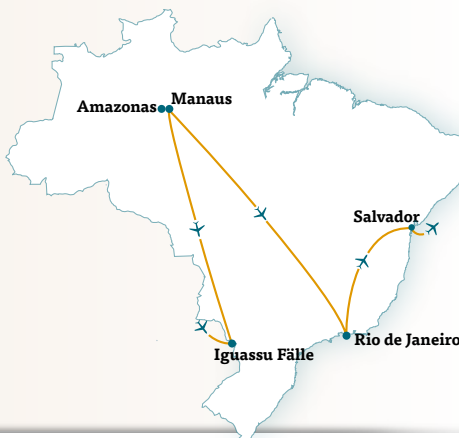 Amazonas
Manaus
Salvador
Rio de Janeiro
Iguassu Fälle